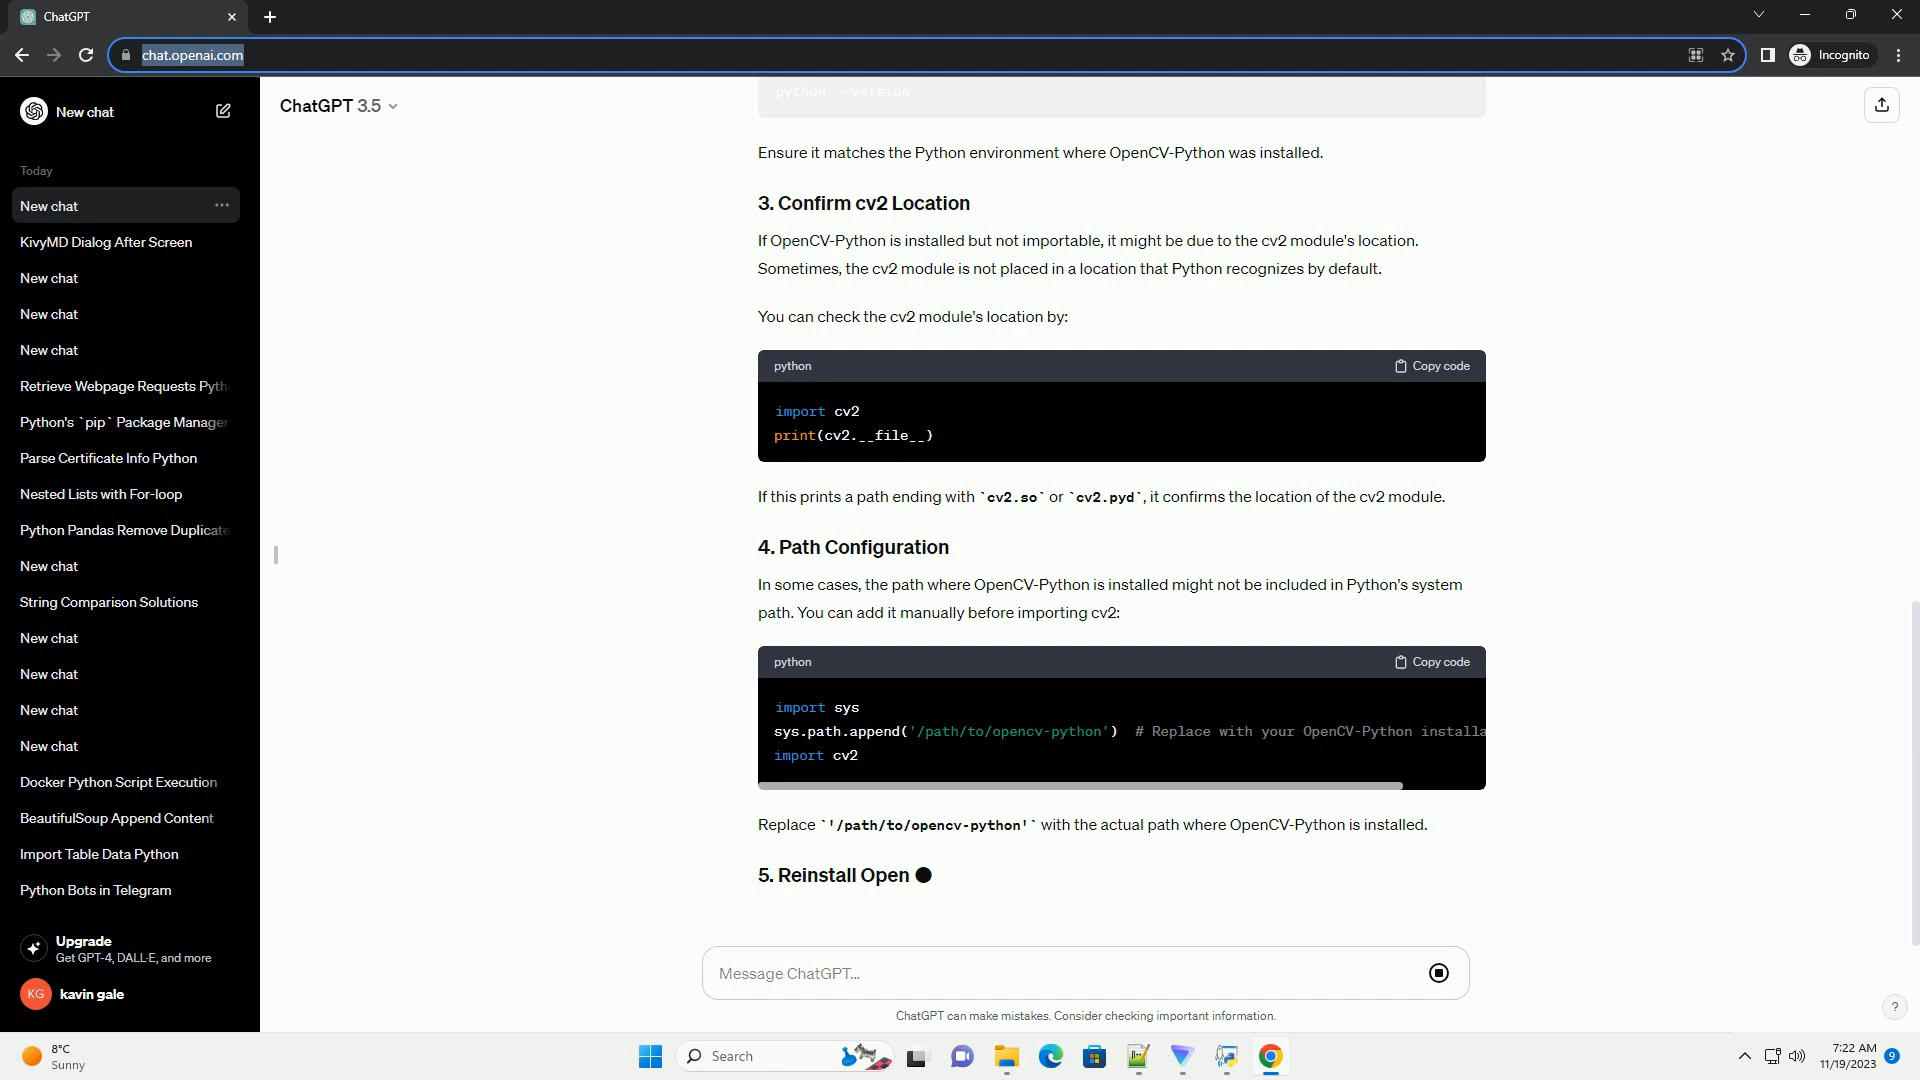 ChatGPT
chat.openai.com
Incognito
New chat
Today
New chat
KivyMD Dialog After Screen
New chat
New chat
New chat
Retrieve Webpage Requests Pyth
Python's `pip` Package Manager
Parse Certificate Info Python
Nested Lists with For-loop
Python Pandas Remove Duplicate
New chat
String Comparison Solutions
New chat
New chat
New chat
New chat
Docker Python Script Execution
BeautifulSoup Append Content
Import Table Data Python
Python Bots in Telegram
Upgrade
Get GPT-4, DALL·E, and more
KG
kavin gale
ChatGPT 3.5
python --version
Ensure it matches the Python environment where OpenCV-Python was installed.
3. Confirm cv2 Location
If OpenCV-Python is installed but not importable, it might be due to the cv2 module's location.
Sometimes, the cv2 module is not placed in a location that Python recognizes by default.
You can check the cv2 module's location by:
python
Copy code
import cv2
print(cv2.__file__)
If this prints a path ending with `cv2.so` or `cv2.pyd`, it confirms the location of the cv2 module.
4. Path Configuration
In some cases, the path where OpenCV-Python is installed might not be included in Python's system
path. You can add it manually before importing cv2:
python
Copy code
import sys
sys.path.append('/path/to/opencv-python')  # Replace with your OpenCV-Python installa
import cv2
Replace `'/path/to/opencv-python'` with the actual path where OpenCV-Python is installed.
5. Reinstall Open
Message ChatGPT...
ChatGPT can make mistakes. Consider checking important information.
?
8°C
Sunny
Search
7:22 AM
11/19/2023
9